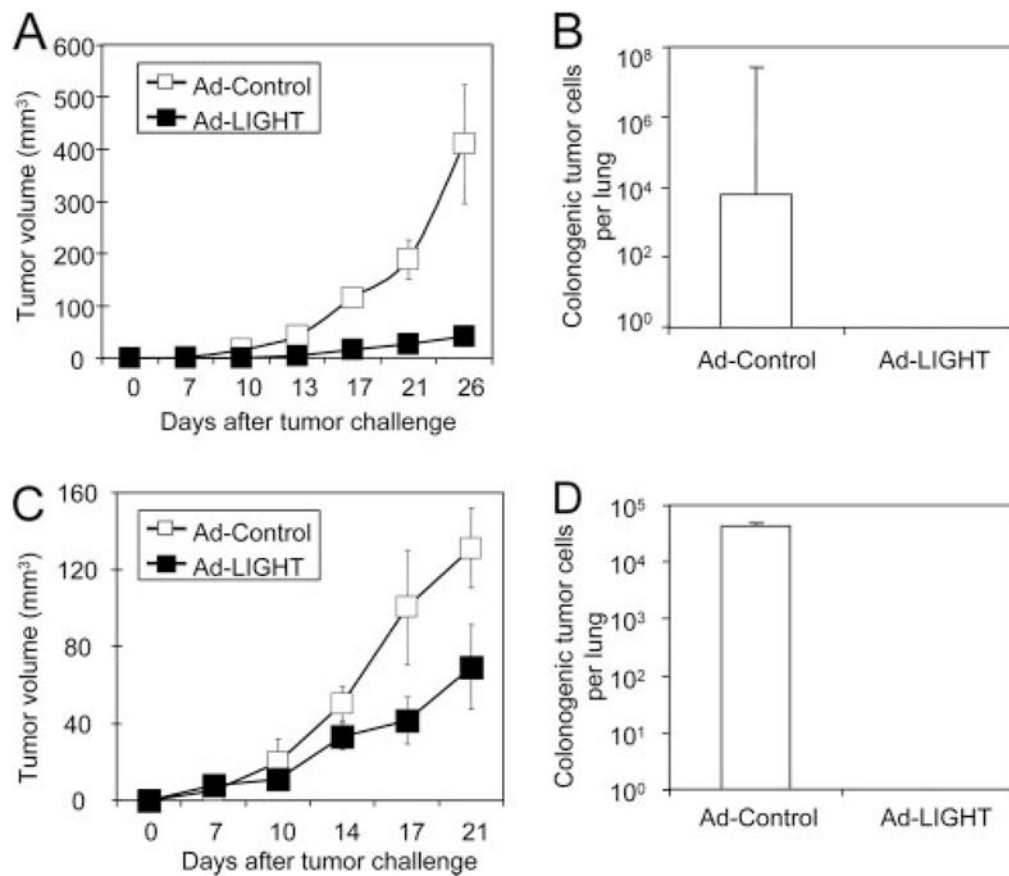 A
600
500
400
300
200
100
0
Tumor volume (mm³)
Ad-Control
Ad-LIGHT
0 7 10 13 17 21 26
Days after tumor challenge
B
10⁸
10⁶
10⁴
10²
10⁰
Colonogenic tumor cells
per lung
Ad-Control Ad-LIGHT
C
160
120
80
40
0
Tumor volume (mm³)
Ad-Control
Ad-LIGHT
0 7 10 14 17 21
Days after tumor challenge
D
10⁵
10⁴
10³
10²
10¹
10⁰
Colonogenic tumor cells
per lung
Ad-Control Ad-LIGHT